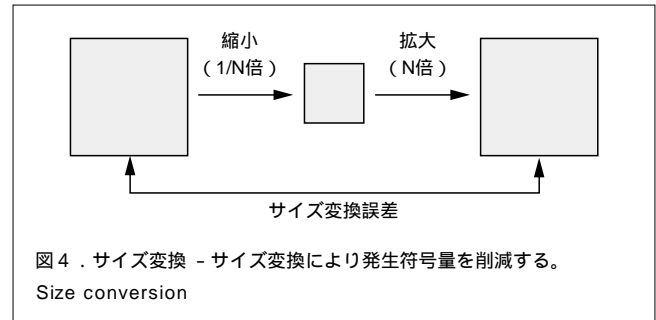 縮小
（1/N倍）
拡大
（N倍）
サイズ変換誤差
図4．サイズ変換 －サイズ変換により発生符号量を削減する。
Size conversion